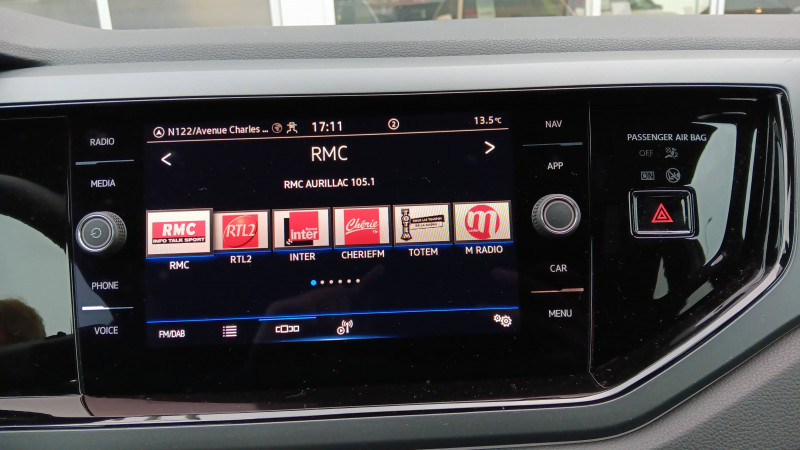 N122/Avenue Charles ... 17:11 2 13.5°C
RADIO
MEDIA
PHONE
VOICE
< RMC >
RMC AURILLAC 105.1
RMC INFO TALK SPORT
RTL2
inter
Chérie
m
RMC RTL2 INTER CHERIEFM TOTEM M RADIO
FM/DAB
NAV
APP
CAR
MENU
PASSENGER AIR BAG
OFF